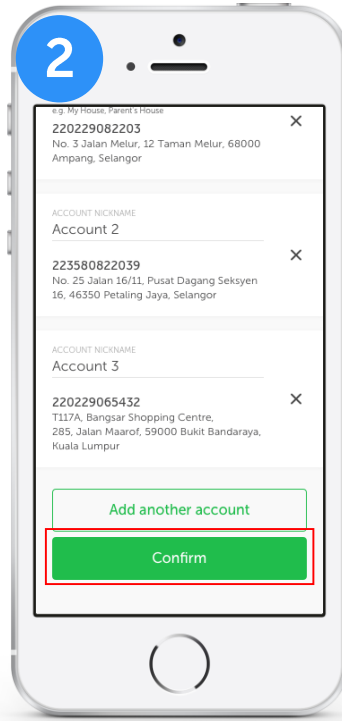 2
e.g. My House, Parent's House
220229082203
No. 3 Jalan Melur, 12 Taman Melur, 68000
Ampang, Selangor
ACCOUNT NICKNAME
Account 2
223580822039
No. 25 Jalan 16/11, Pusat Dagang Seksyen
16, 46350 Petaling Jaya, Selangor
ACCOUNT NICKNAME
Account 3
220229065432
T117A, Bangsar Shopping Centre,
285, Jalan Maarof, 59000 Bukit Bandaraya,
Kuala Lumpur
Add another account
Confirm